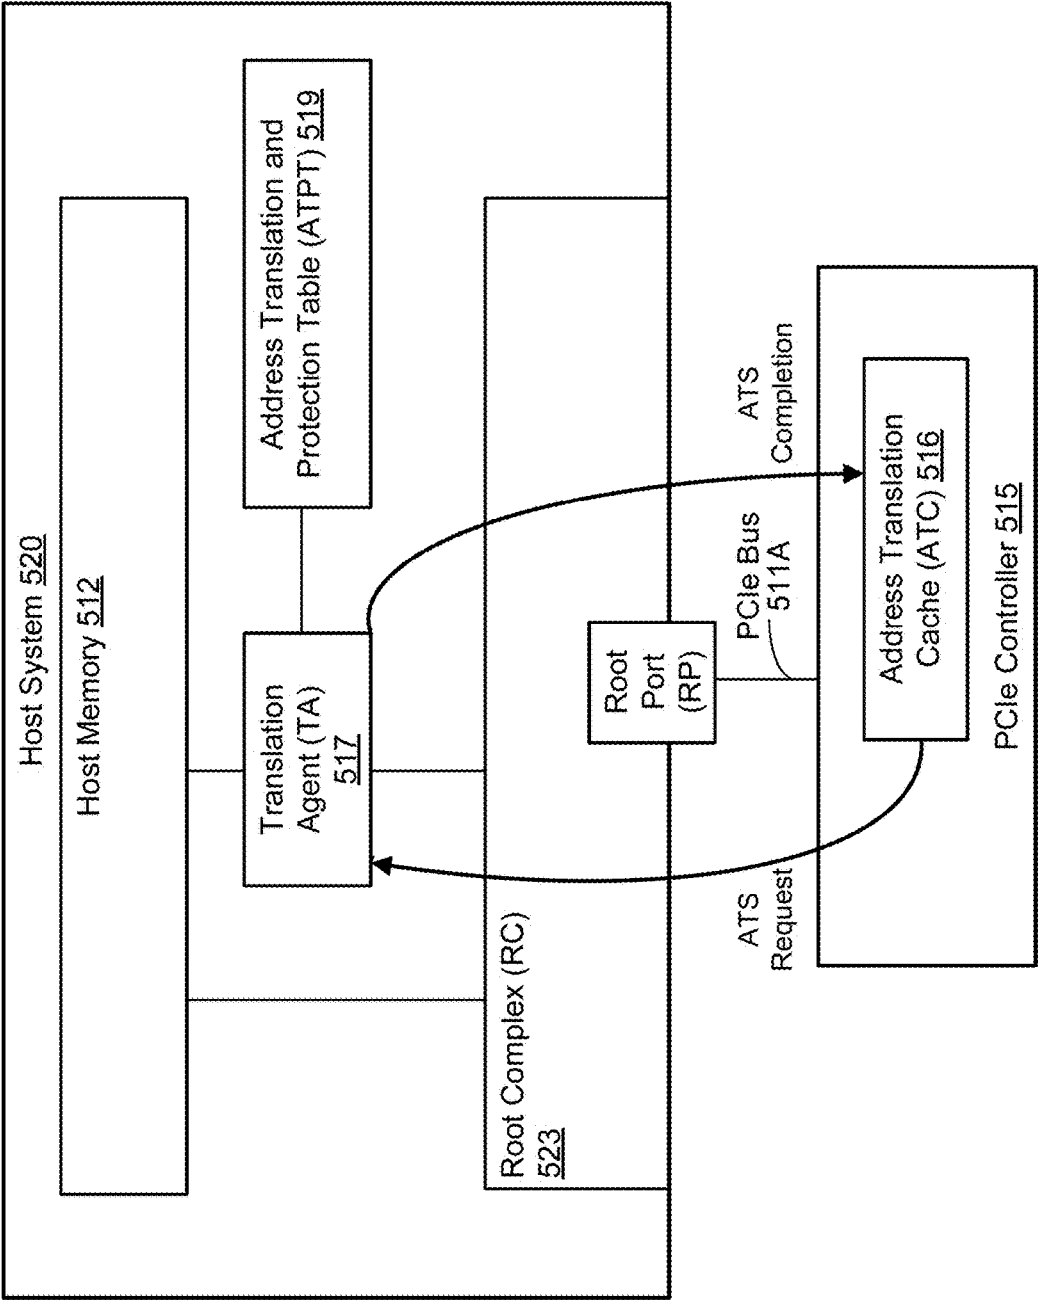 Host System 520
Host Memory 512
Translation
Agent (TA)
517
Address Translation and
Protection Table (ATPT) 519
Root Complex (RC)
523
Root
Port
(RP)
ATS
Request
PCIe Bus
511A
ATS
Completion
Address Translation
Cache (ATC) 516
PCIe Controller 515